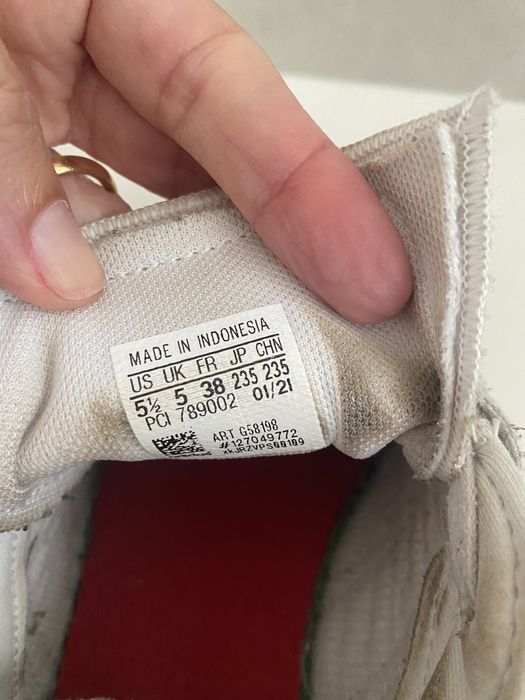 MADE IN INDONESIA
US UK FR JP CHN
5½ 5 38 235 235
PCI 789002 01/21
ART G58198
#127049772
XKJRZVPS00109